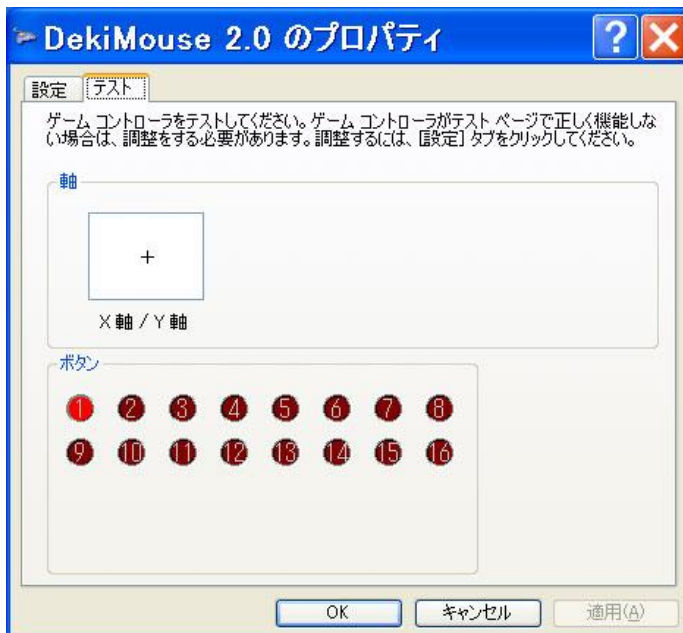 DekiMouse 2.0 のプロパティ
設定 テスト
ゲーム コントローラをテストしてください。ゲーム コントローラがテスト ページで正しく機能しな
い場合は、調整をする必要があります。調整するには、[設定] タブをクリックしてください。
軸
X 軸 / Y 軸
ボタン
1 2 3 4 5 6 7 8
9 10 11 12 13 14 15 16
OK キャンセル 適用(A)